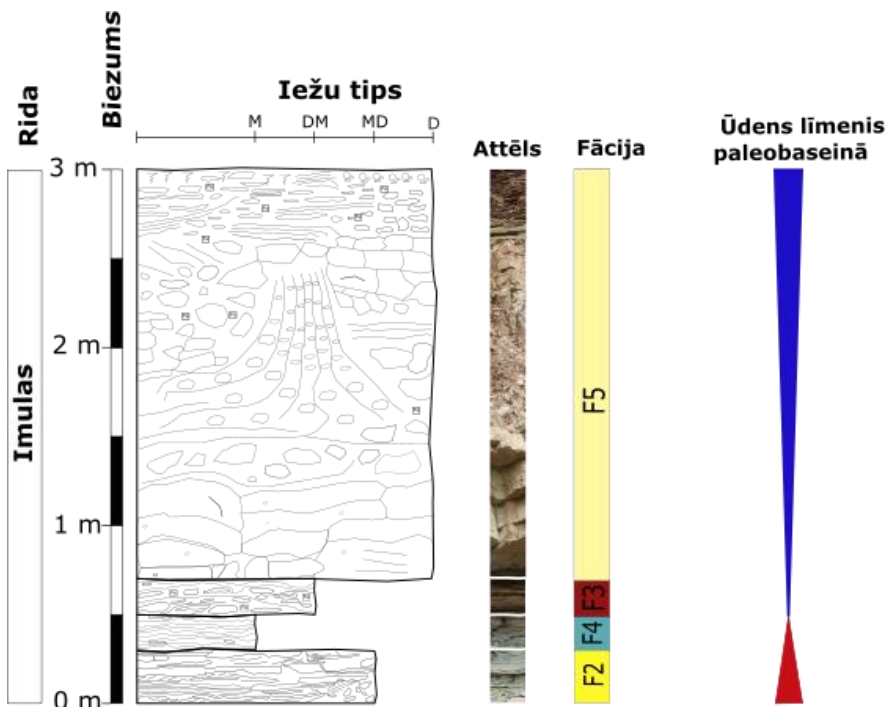 Rida
Biezums
Iežu tips
M DM MD D
Attēls
Fācija
Ūdens līmenis
paleobaseinā
3 m
2 m
1 m
0 m
Imulas
F5
F3
F4
F2